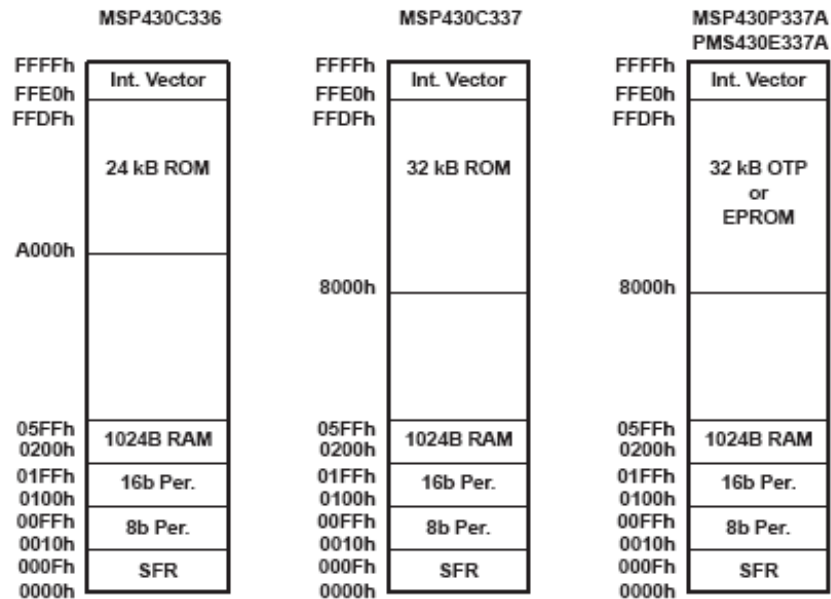 MSP430C336
FFFFh
Int. Vector
FFE0h
FFDFh
24 kB ROM
A000h
05FFh
1024B RAM
0200h
01FFh
16b Per.
0100h
00FFh
8b Per.
0010h
000Fh
SFR
0000h
MSP430C337
FFFFh
Int. Vector
FFE0h
FFDFh
32 kB ROM
8000h
05FFh
1024B RAM
0200h
01FFh
16b Per.
0100h
00FFh
8b Per.
0010h
000Fh
SFR
0000h
MSP430P337A
PMS430E337A
FFFFh
Int. Vector
FFE0h
FFDFh
32 kB OTP
or
EPROM
8000h
05FFh
1024B RAM
0200h
01FFh
16b Per.
0100h
00FFh
8b Per.
0010h
000Fh
SFR
0000h